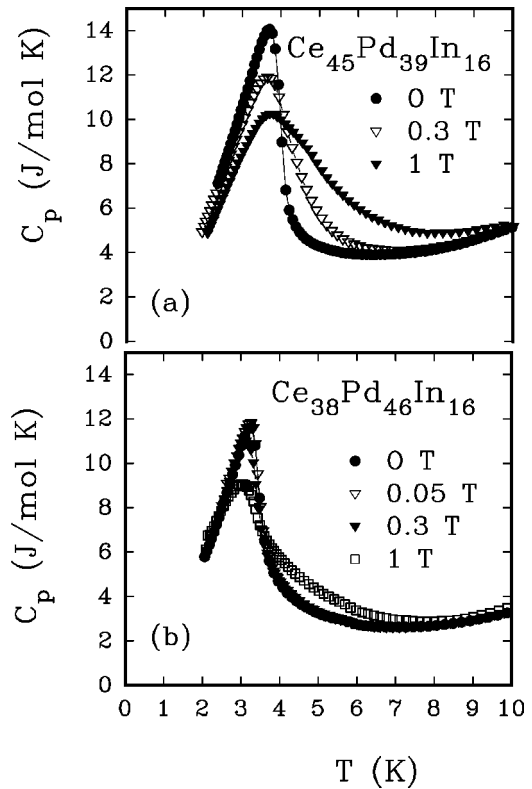 14
12
10
8
6
4
2
0
C_p (J/mol K)
Ce_45Pd_39In_16
0 T
0.3 T
1 T
(a)
14
12
10
8
6
4
2
0
C_p (J/mol K)
Ce_38Pd_46In_16
0 T
0.05 T
0.3 T
1 T
(b)
0 1 2 3 4 5 6 7 8 9 10
T (K)